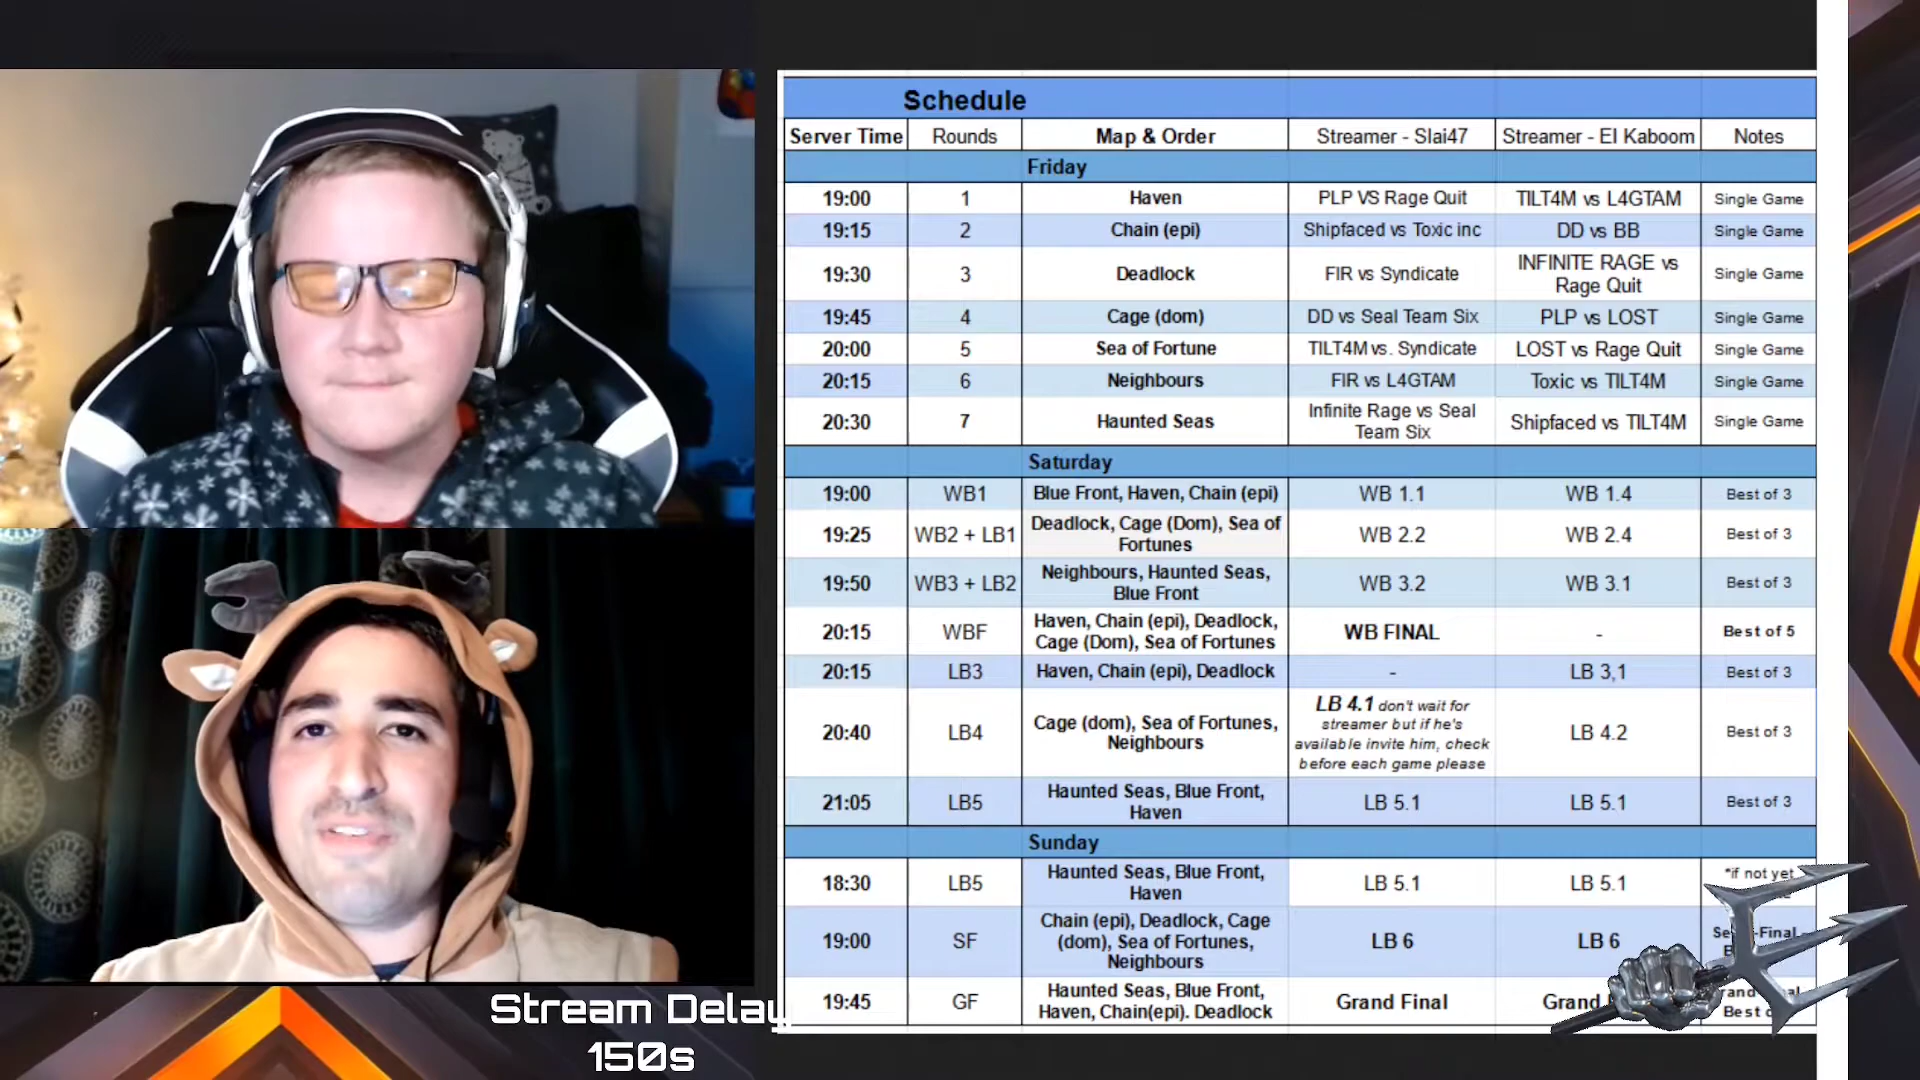 Schedule
Server Time Rounds Map & Order Streamer - Slai47 Streamer - El Kaboom Notes
Friday
19:00 1 Haven PLP VS Rage Quit TILT4M vs L4GTAM Single Game
19:15 2 Chain (epi) Shipfaced vs Toxic inc DD vs BB Single Game
19:30 3 Deadlock FIR vs Syndicate INFINITE RAGE vs
Rage Quit Single Game
19:45 4 Cage (dom) DD vs Seal Team Six PLP vs LOST Single Game
20:00 5 Sea of Fortune TILT4M vs. Syndicate LOST vs Rage Quit Single Game
20:15 6 Neighbours FIR vs L4GTAM Toxic vs TILT4M Single Game
20:30 7 Haunted Seas Infinite Rage vs Seal
Team Six Shipfaced vs TILT4M Single Game
Saturday
19:00 WB1 Blue Front, Haven, Chain (epi) WB 1.1 WB 1.4 Best of 3
19:25 WB2 + LB1 Deadlock, Cage (Dom), Sea of
Fortunes WB 2.2 WB 2.4 Best of 3
19:50 WB3 + LB2 Neighbours, Haunted Seas,
Blue Front WB 3.2 WB 3.1 Best of 3
20:15 WBF Haven, Chain (epi), Deadlock,
Cage (Dom), Sea of Fortunes WB FINAL - Best of 5
20:15 LB3 Haven, Chain (epi), Deadlock - LB 3,1 Best of 3
20:40 LB4 Cage (dom), Sea of Fortunes,
Neighbours LB 4.1 don't wait for
streamer but if he's
available invite him, check
before each game please LB 4.2 Best of 3
21:05 LB5 Haunted Seas, Blue Front,
Haven LB 5.1 LB 5.1 Best of 3
Sunday
18:30 LB5 Haunted Seas, Blue Front,
Haven LB 5.1 LB 5.1 *if not yet
19:00 SF Chain (epi), Deadlock, Cage
(dom), Sea of Fortunes,
Neighbours LB 6 LB 6
19:45 GF Haunted Seas, Blue Front,
Haven, Chain(epi). Deadlock Grand Final Grand
Best
Stream Delay
150s